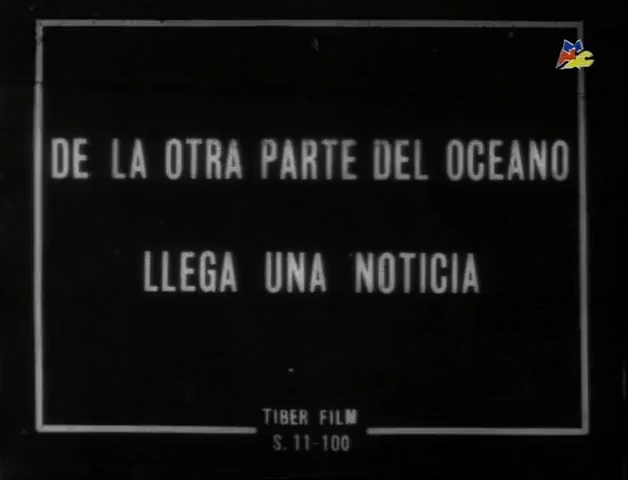 DE LA OTRA PARTE DEL OCEANO
LLEGA UNA NOTICIA
TIBER FILM
S. 11-100